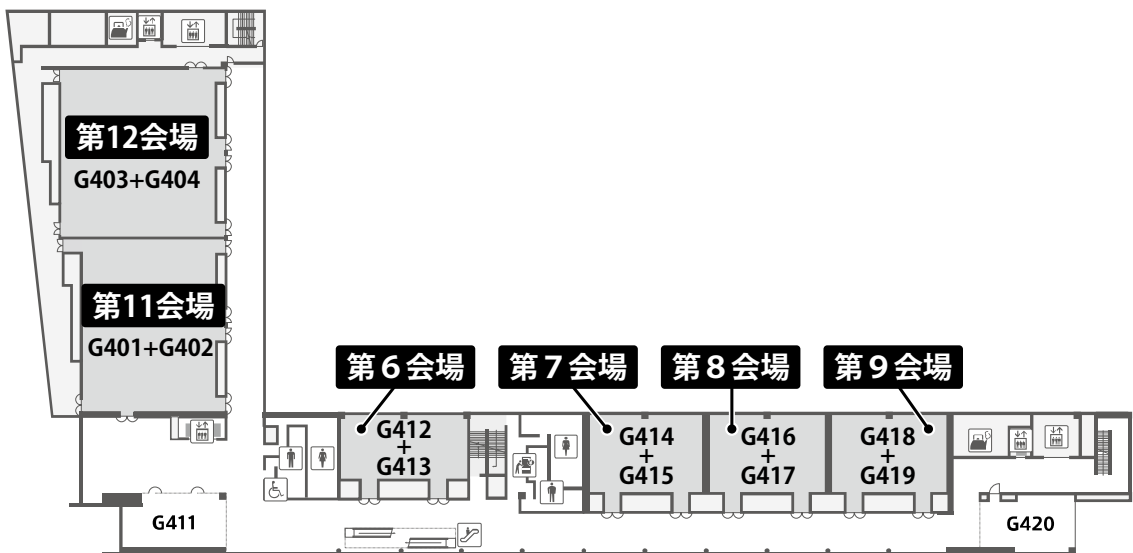 第12会場
G403+G404
第11会場
G401+G402
第6会場
第7会場
第8会場
第9会場
G412
+
G413
G414
+
G415
G416
+
G417
G418
+
G419
G411
G420